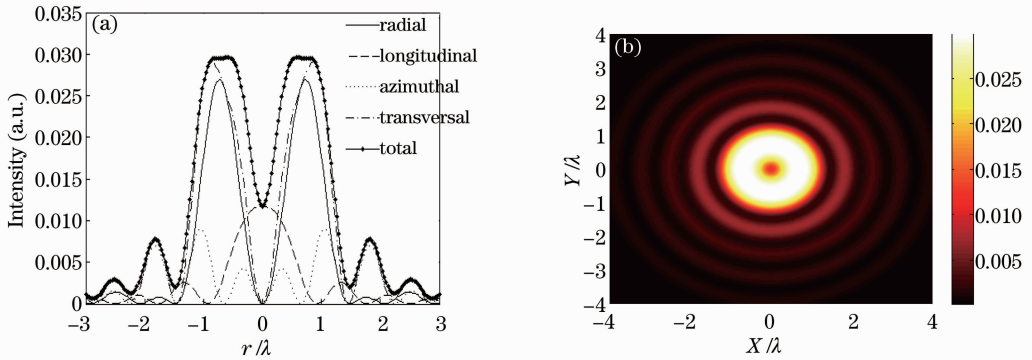 (a)
Intensity (a.u.)
0.035
0.030
0.025
0.020
0.015
0.010
0.005
0
−3 −2 −1 0 1 2 3
r/λ
radial
longitudinal
azimuthal
transversal
total
(b)
Y/λ
4
3
2
1
0
−1
−2
−3
−4
−4 −2 0 2 4
X/λ
0.025
0.020
0.015
0.010
0.005